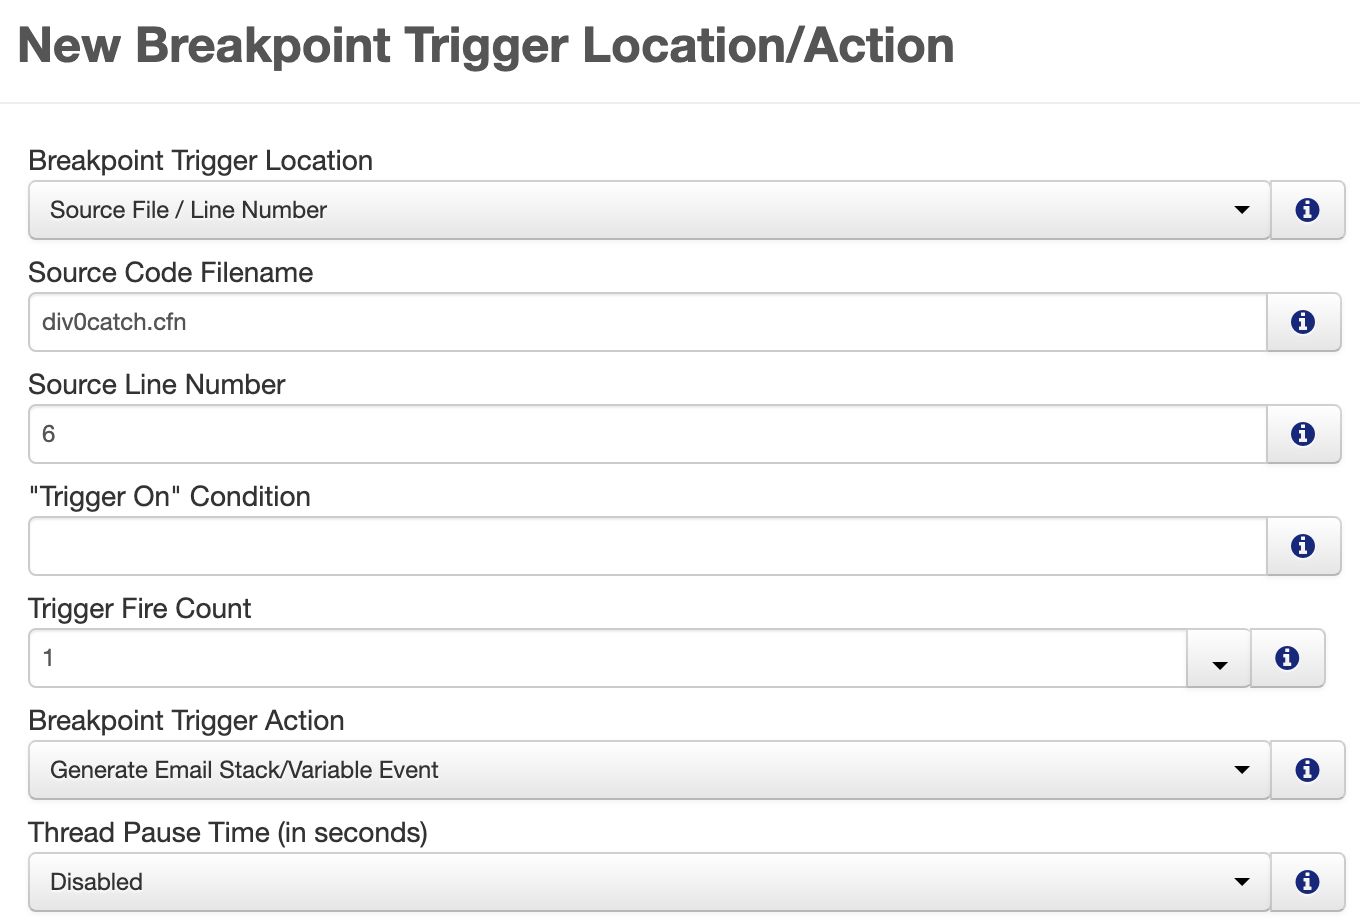 New Breakpoint Trigger Location/Action
Breakpoint Trigger Location
Source File / Line Number
Source Code Filename
div0catch.cfn
Source Line Number
6
"Trigger On" Condition
Trigger Fire Count
1
Breakpoint Trigger Action
Generate Email Stack/Variable Event
Thread Pause Time (in seconds)
Disabled